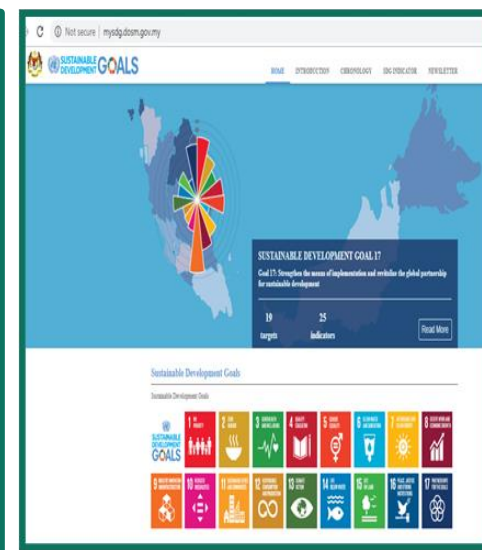 Not secure | mysdg.dosm.gov.my
SUSTAINABLE
DEVELOPMENT GOALS
HOME INTRODUCTION CHRONOLOGY SDG INDICATOR NEWSLETTER
SUSTAINABLE DEVELOPMENT GOAL 17
Goal 17: Strengthen the means of implementation and revitalize the global partnership
for sustainable development
19 25
targets indicators
Read More
Sustainable Development Goals
Sustainable Development Goals
SUSTAINABLE
DEVELOPMENT
GOALS
1 NO
POVERTY
2 ZERO
HUNGER
3 GOOD HEALTH
AND WELL-BEING
4 QUALITY
EDUCATION
5 GENDER
EQUALITY
6 CLEAN WATER
AND SANITATION
7
8 DECENT WORK AND
ECONOMIC GROWTH
9 INDUSTRY, INNOVATION
AND INFRASTRUCTURE
10 REDUCED
INEQUALITIES
11 SUSTAINABLE CITIES
AND COMMUNITIES
12 RESPONSIBLE
CONSUMPTION
AND PRODUCTION
13 CLIMATE
ACTION
14 LIFE
BELOW WATER
15 LIFE
ON LAND
16 PEACE, JUSTICE
AND STRONG
INSTITUTIONS
17 PARTNERSHIPS
FOR THE GOALS